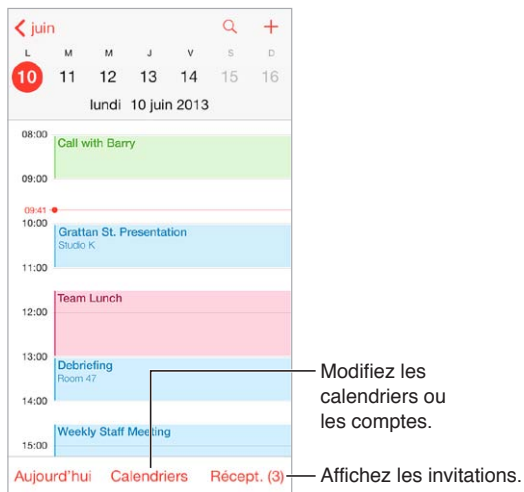 juin
L M M J V S D
10 11 12 13 14 15 16
lundi 10 juin 2013
08:00
Call with Barry
09:00
09:41
10:00
Grattan St. Presentation
Studio K
11:00
Team Lunch
12:00
13:00
Debriefing
Room 47
14:00
Weekly Staff Meeting
15:00
Aujourd'hui Calendriers Récept. (3)
Modifiez les
calendriers ou
les comptes.
Affichez les invitations.